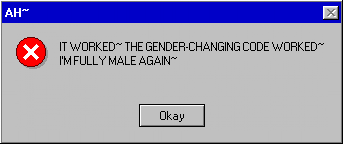 AH~
IT WORKED~ THE GENDER-CHANGING CODE WORKED~
I'M FULLY MALE AGAIN~
Okay